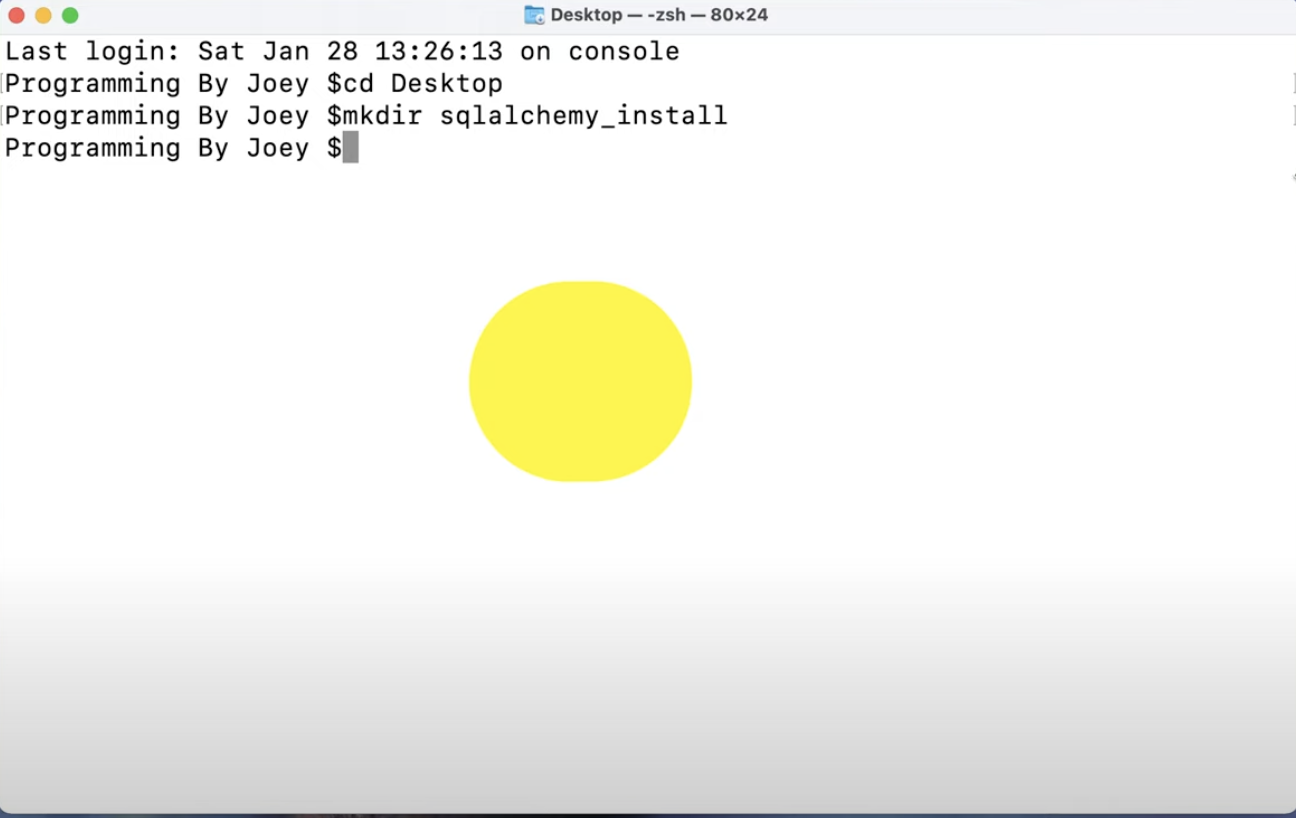 Desktop — -zsh — 80×24
Last login: Sat Jan 28 13:26:13 on console
Programming By Joey $cd Desktop
Programming By Joey $mkdir sqlalchemy_install
Programming By Joey $